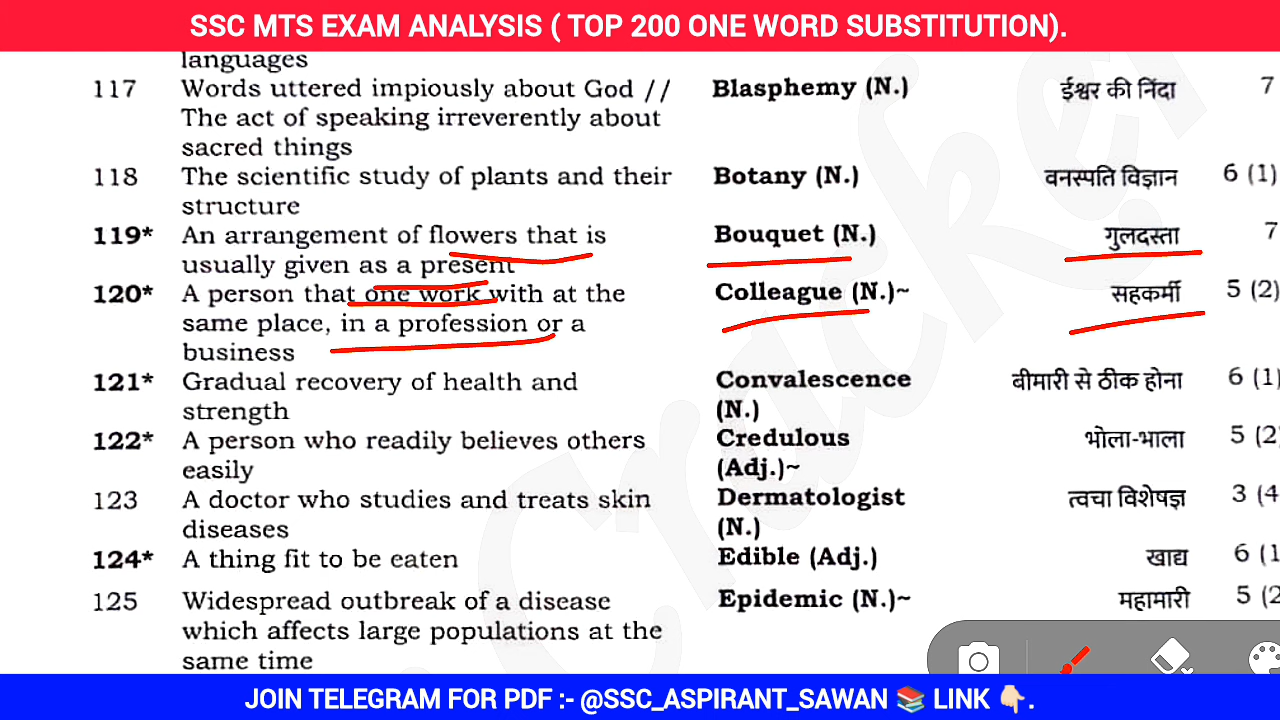 SSC MTS EXAM ANALYSIS ( TOP 200 ONE WORD SUBSTITUTION).
languages
117 Words uttered impiously about God // Blasphemy (N.) ईश्वर की निंदा 7
The act of speaking irreverently about
sacred things
118 The scientific study of plants and their Botany (N.) वनस्पति विज्ञान 6 (1)
structure
119* An arrangement of flowers that is Bouquet (N.) गुलदस्ता 7
usually given as a present
120* A person that one work with at the Colleague (N.)~ सहकर्मी 5 (2)
same place, in a profession or a
business
121* Gradual recovery of health and Convalescence बीमारी से ठीक होना 6 (1)
strength (N.)
122* A person who readily believes others Credulous भोला-भाला 5 (2
easily (Adj.)~
123 A doctor who studies and treats skin Dermatologist त्वचा विशेषज्ञ 3 (4
diseases (N.)
124* A thing fit to be eaten Edible (Adj.) खाद्य 6 (1
125 Widespread outbreak of a disease Epidemic (N.)~ महामारी 5 (2
which affects large populations at the
same time
JOIN TELEGRAM FOR PDF :- @SSC_ASPIRANT_SAWAN 📚 LINK 👇🏻.